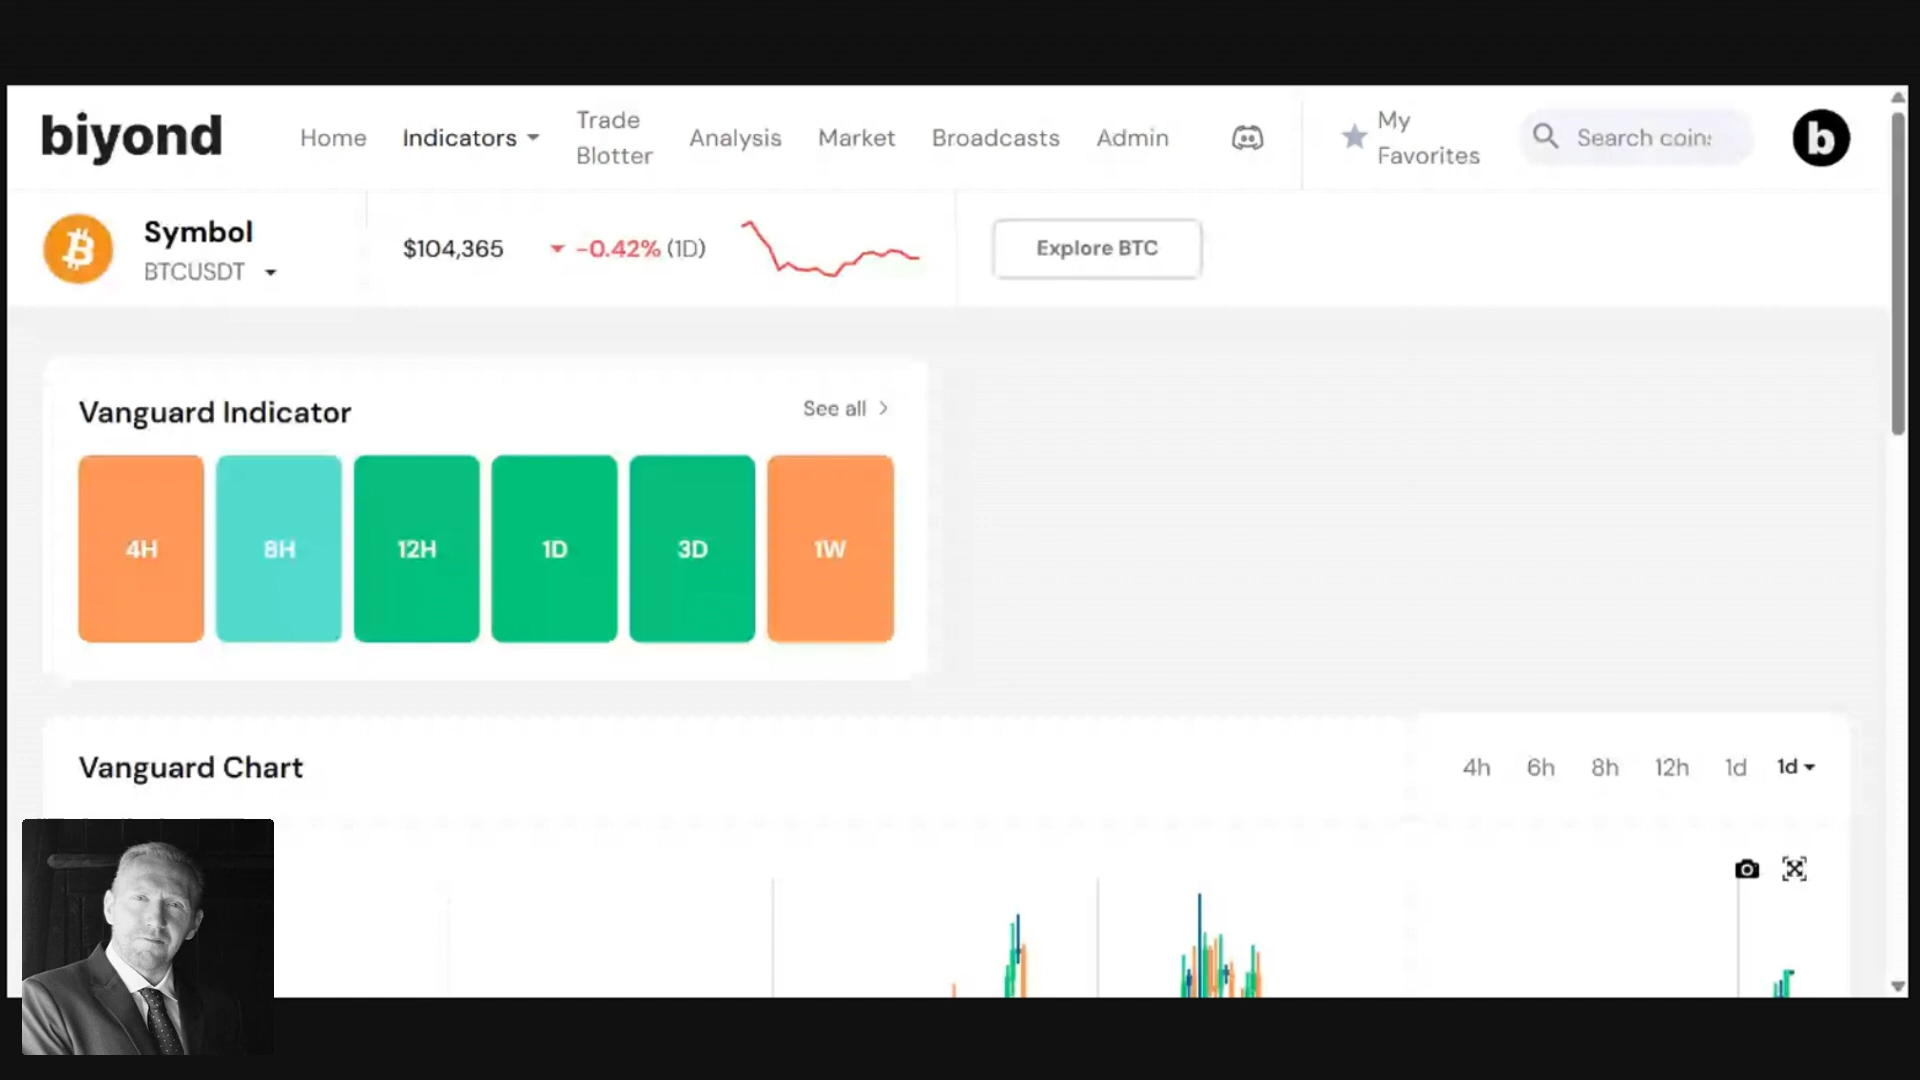 biyond
Home
Indicators
Trade
Blotter
Analysis
Market
Broadcasts
Admin
My
Favorites
Search coin
b
Symbol
BTCUSDT
$104,365
-0.42% (1D)
Explore BTC
Vanguard Indicator
See all
4H
8H
12H
1D
3D
1W
Vanguard Chart
4h
6h
8h
12h
1d
1d